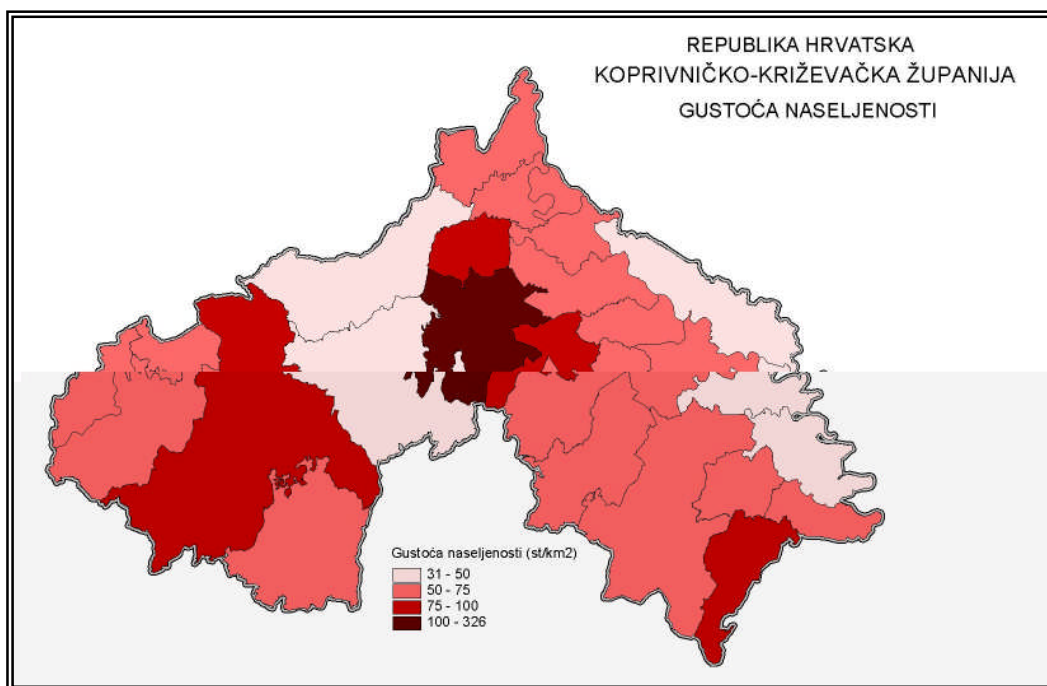 REPUBLIKA HRVATSKA
KOPRIVNIČKO-KRIŽEVAČKA ŽUPANIJA
GUSTOĆA NASELJENOSTI
Gustoća naseljenosti (st/km2)
31 - 50
50 - 75
75 - 100
100 - 326